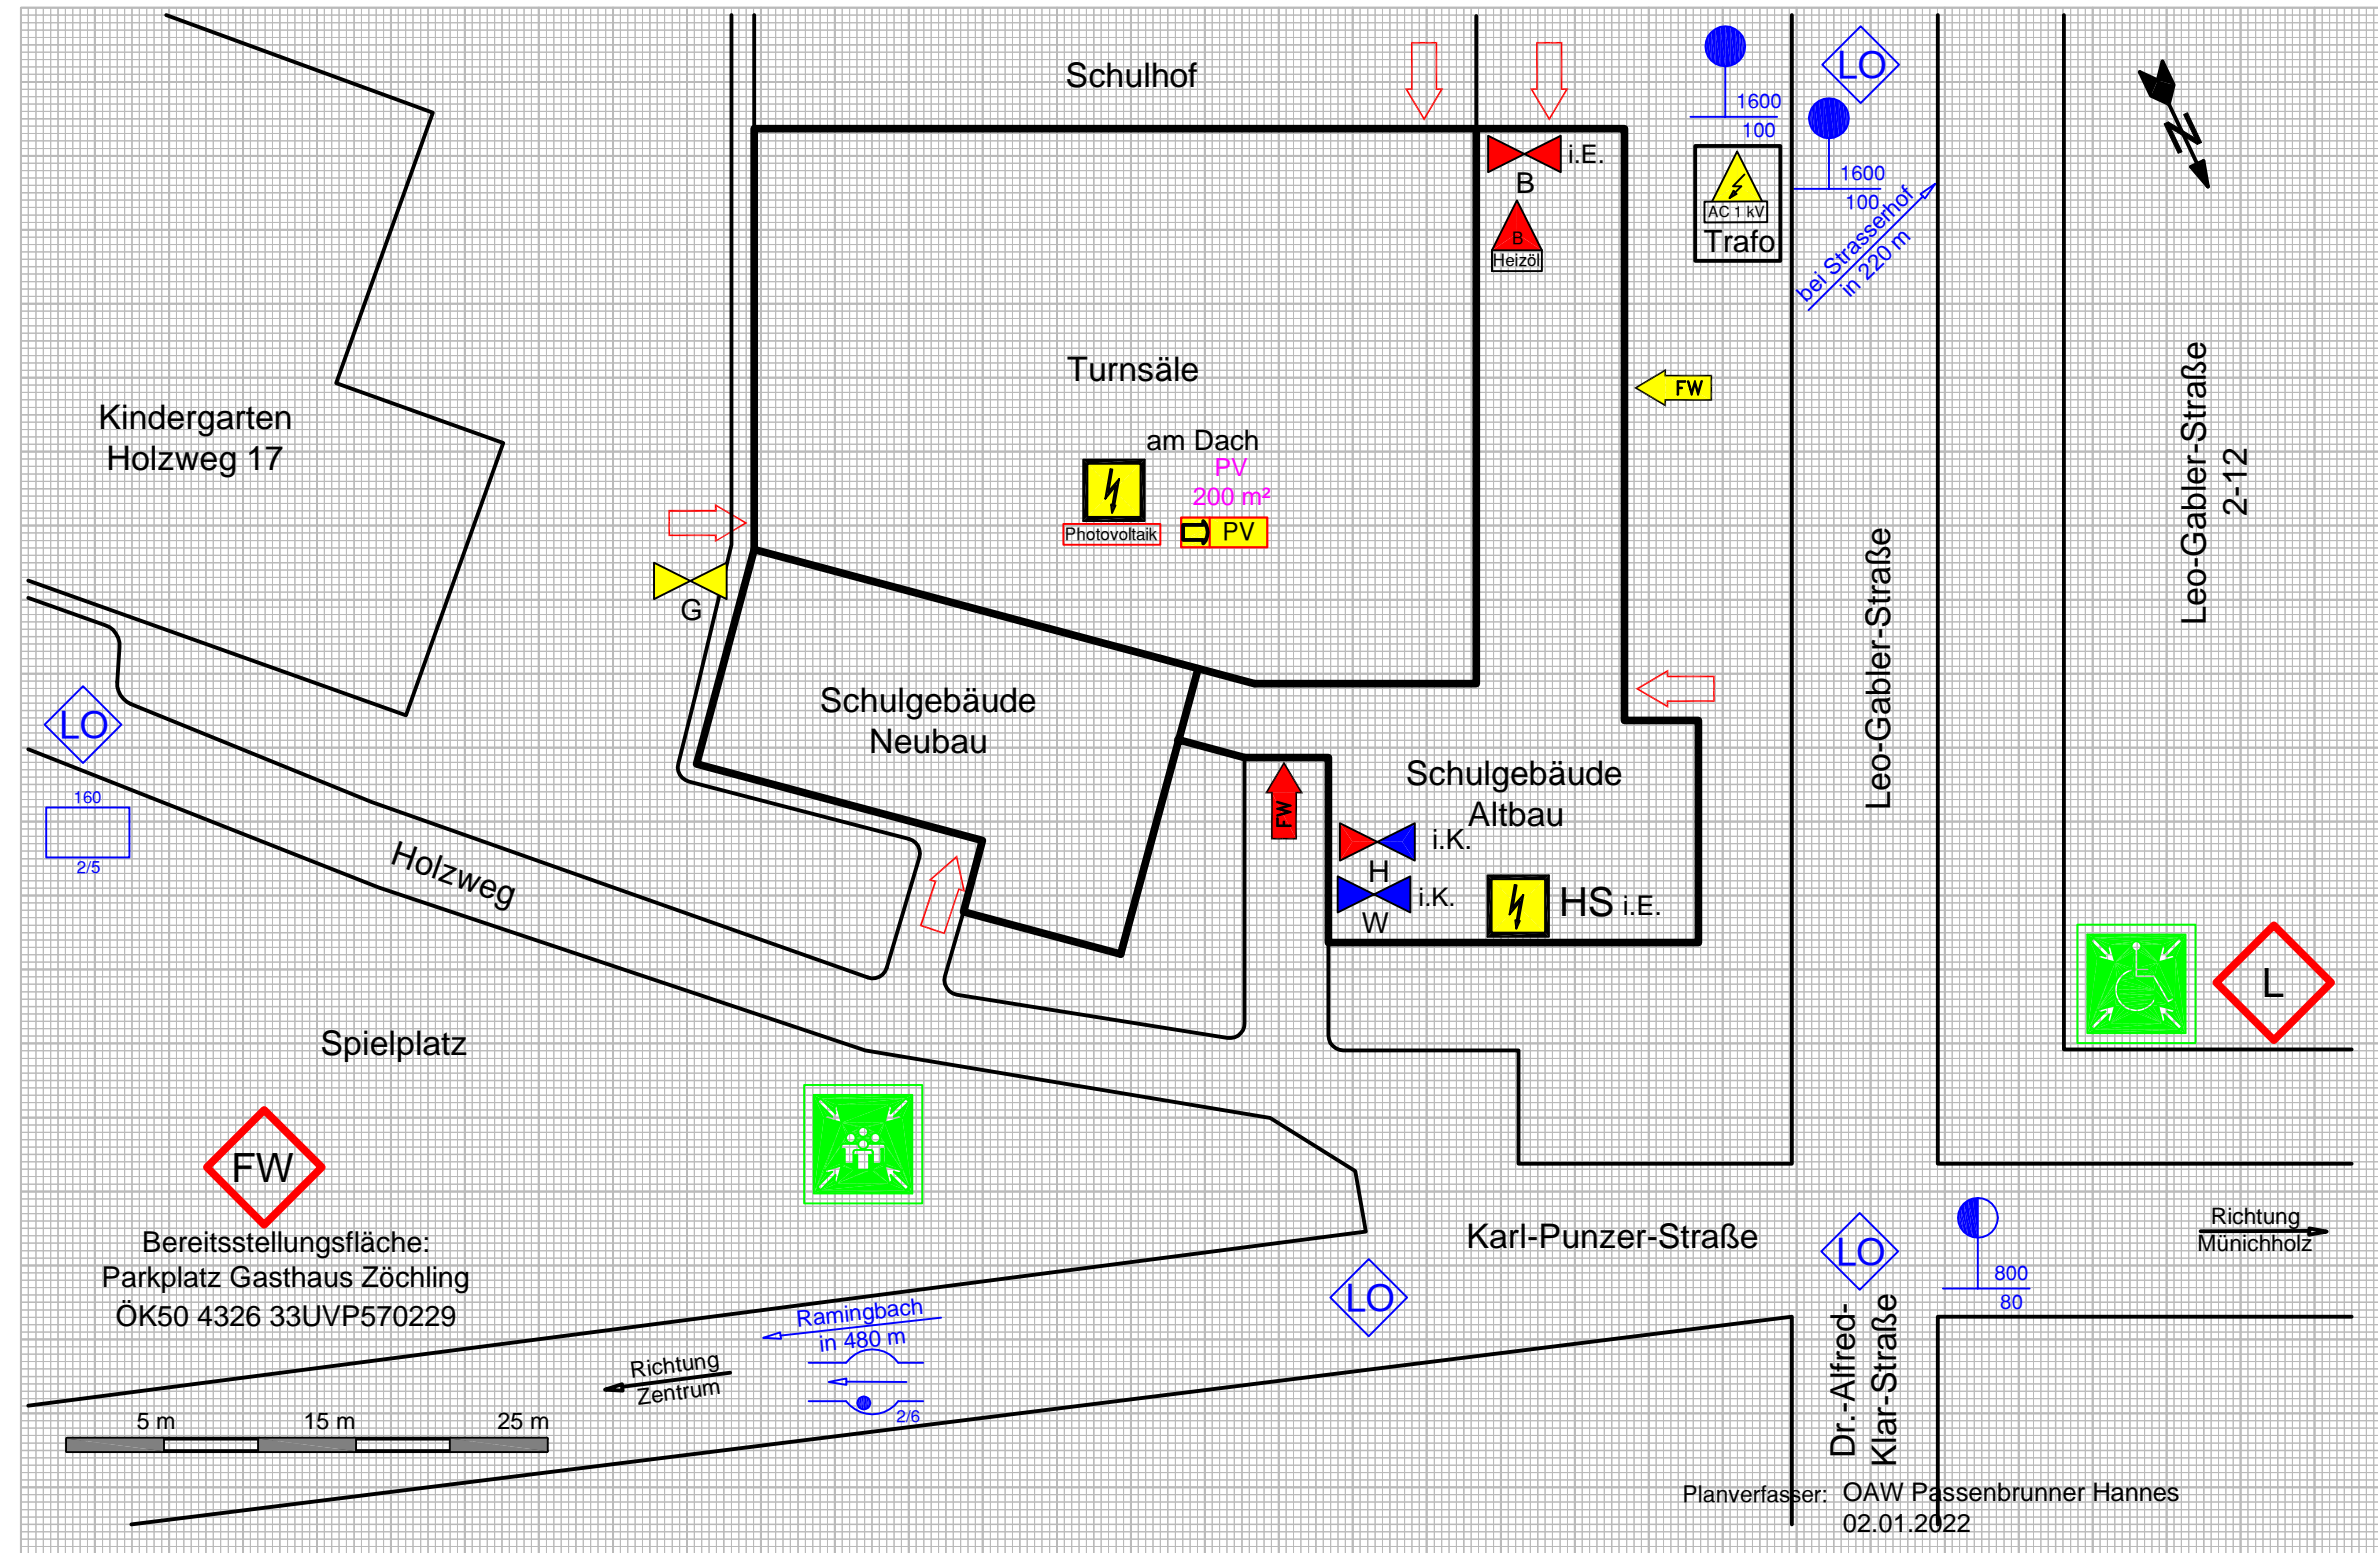 Schulhof
LO
1600
100
1600
100
bei Strasserhof
in 220 m
N
i.E.
B
B
Heizöl
AC 1 kV
Trafo
FW
Turnsäle
am Dach
PV
200 m²
Photovoltaik
PV
Kindergarten
Holzweg 17
Leo-Gabler-Straße
2-12
Leo-Gabler-Straße
G
LO
160
2/5
Holzweg
Schulgebäude
Neubau
FW
Schulgebäude
Altbau
i.K.
H
i.K.
W
HS i.E.
L
Spielplatz
FW
Bereitsstellungsfläche:
Parkplatz Gasthaus Zöchling
ÖK50 4326 33UVP570229
Karl-Punzer-Straße
LO
LO
800
80
Richtung
Münichholz
Ramingbach
in 480 m
2/6
Richtung
Zentrum
Dr.-Alfred-
Klar-Straße
5 m 15 m 25 m
Planverfasser: OAW Passenbrunner Hannes
02.01.2022